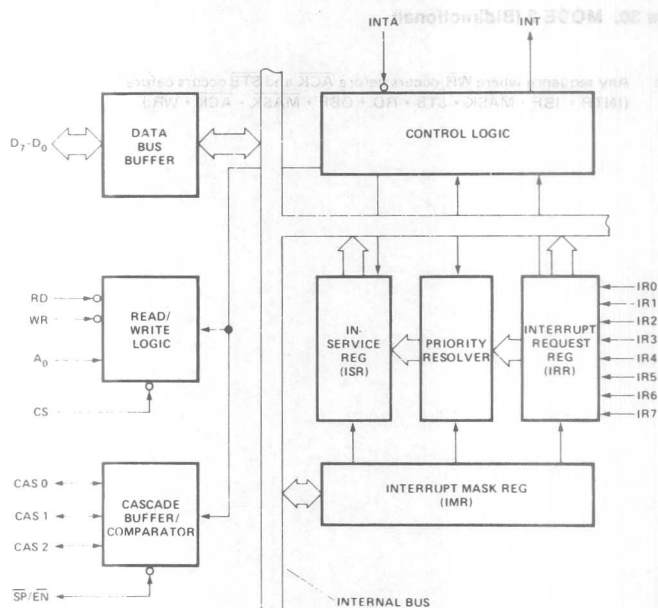 INTA
INT
DATA
BUS
BUFFER
D7-D0
CONTROL LOGIC
RD
WR
A0
CS
READ/
WRITE
LOGIC
IN-
SERVICE
REG
(ISR)
PRIORITY
RESOLVER
INTERRUPT
REQUEST
REG
(IRR)
IR0
IR1
IR2
IR3
IR4
IR5
IR6
IR7
CAS 0
CAS 1
CAS 2
SP/EN
CASCADE
BUFFER/
COMPARATOR
INTERRUPT MASK REG
(IMR)
INTERNAL BUS